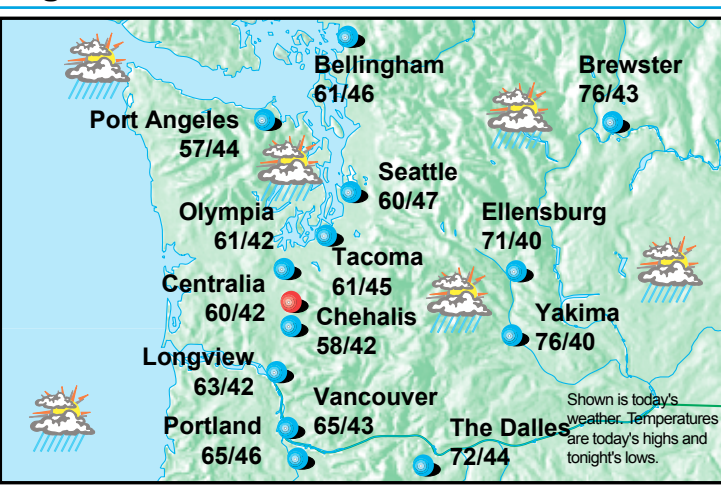 Bellingham
61/46
Brewster
76/43
Port Angeles
57/44
Seattle
60/47
Olympia
61/42
Ellensburg
71/40
Tacoma
61/45
Centralia
60/42
Chehalis
58/42
Yakima
76/40
Longview
63/42
Vancouver
65/43
Portland
65/46
The Dalles
72/44
Shown is today's
weather. Temperatures
are today's highs and
tonight's lows.